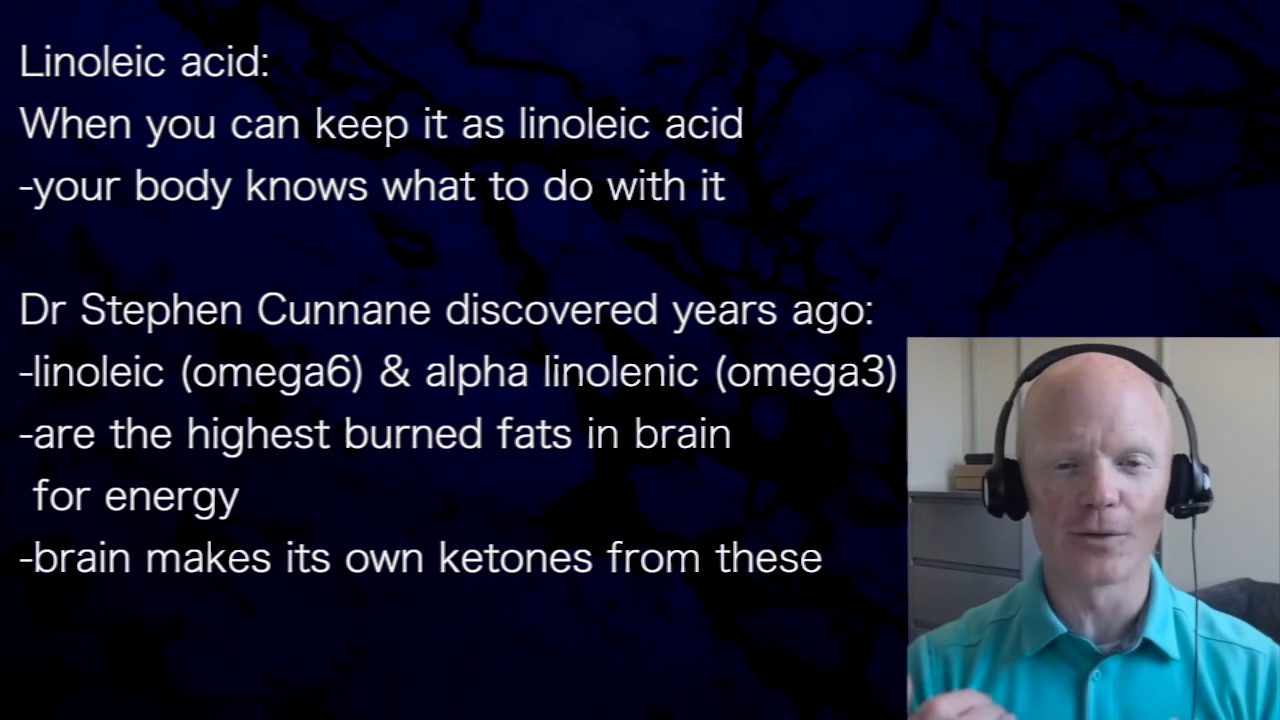 Linoleic acid:
When you can keep it as linoleic acid
-your body knows what to do with it
Dr Stephen Cunnane discovered years ago:
-linoleic (omega6) & alpha linolenic (omega3)
-are the highest burned fats in brain
for energy
-brain makes its own ketones from these